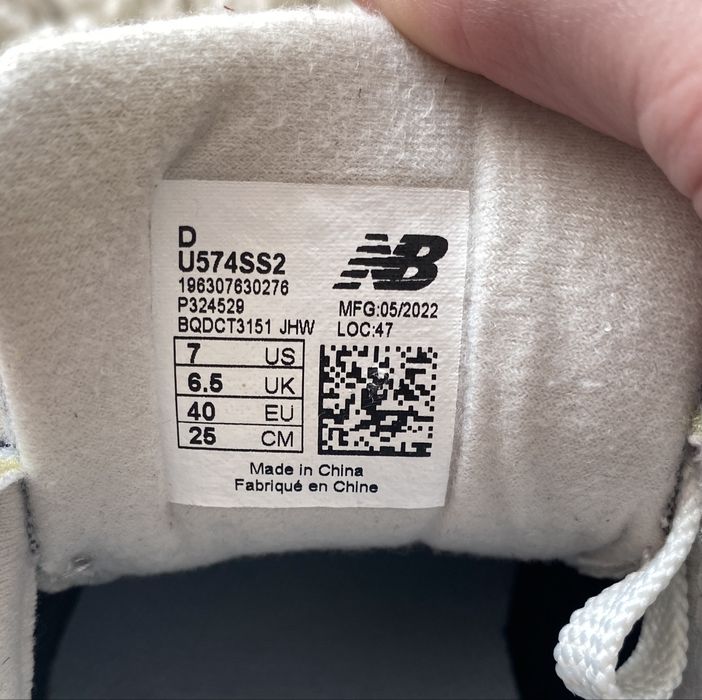 D
U574SS2
196307630276
P324529
BQDCT3151 JHW
NB
MFG:05/2022
LOC:47
7 US
6.5 UK
40 EU
25 CM
Made in China
Fabriqué en Chine